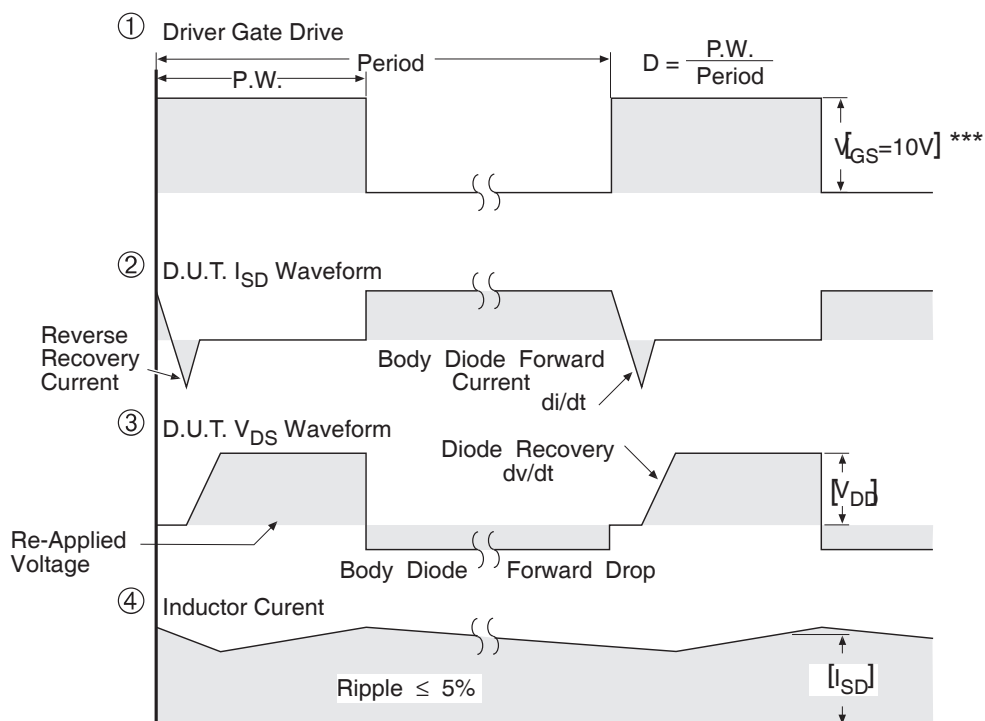 ① Driver Gate Drive
P.W.
Period
D = P.W.
Period
V[GS=10V] ***
② D.U.T. ISD Waveform
Reverse
Recovery
Current
Body Diode Forward
Current
di/dt
③ D.U.T. VDS Waveform
Diode Recovery
dv/dt
[VDD]
Re-Applied
Voltage
Body Diode Forward Drop
④ Inductor Curent
Ripple ≤ 5%
[ISD]